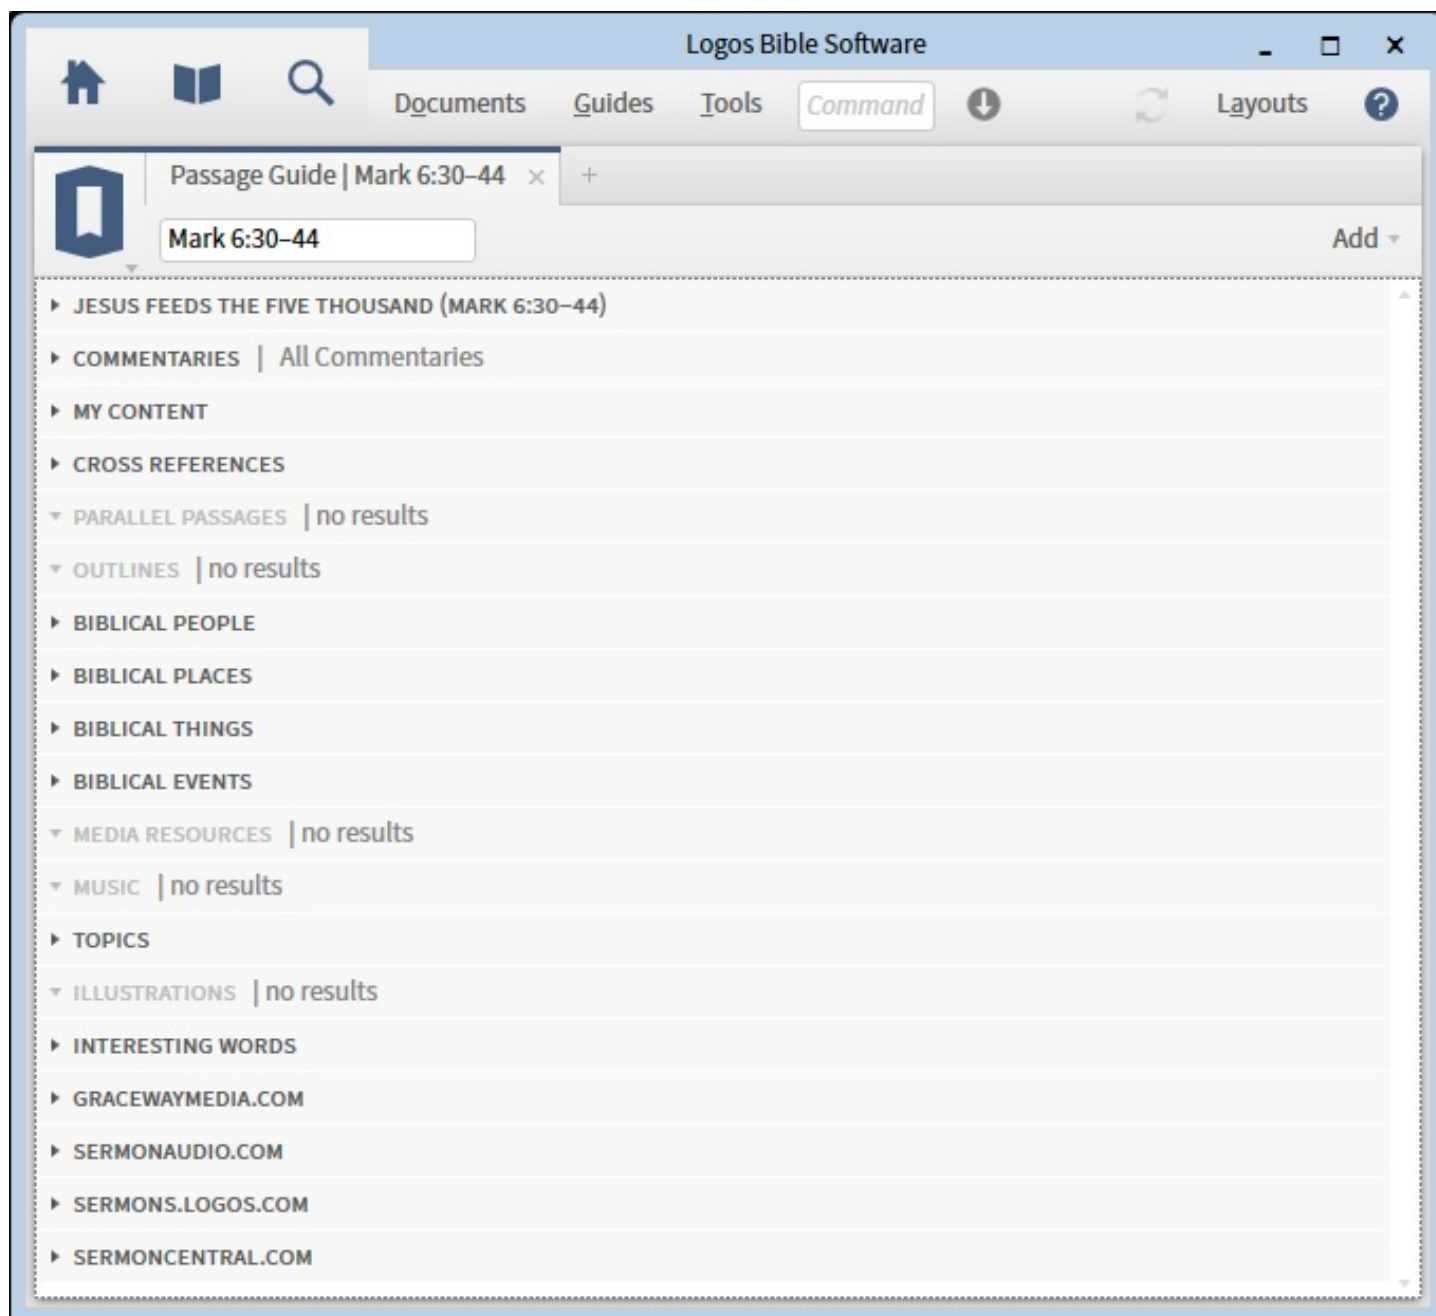 Logos Bible Software
Documents Guides Tools Command Layouts ?
Passage Guide | Mark 6:30–44 × +
Mark 6:30–44 Add
JESUS FEEDS THE FIVE THOUSAND (MARK 6:30–44)
COMMENTARIES | All Commentaries
MY CONTENT
CROSS REFERENCES
PARALLEL PASSAGES | no results
OUTLINES | no results
BIBLICAL PEOPLE
BIBLICAL PLACES
BIBLICAL THINGS
BIBLICAL EVENTS
MEDIA RESOURCES | no results
MUSIC | no results
TOPICS
ILLUSTRATIONS | no results
INTERESTING WORDS
GRACEWAYMEDIA.COM
SERMONAUDIO.COM
SERMONS.LOGOS.COM
SERMONCENTRAL.COM